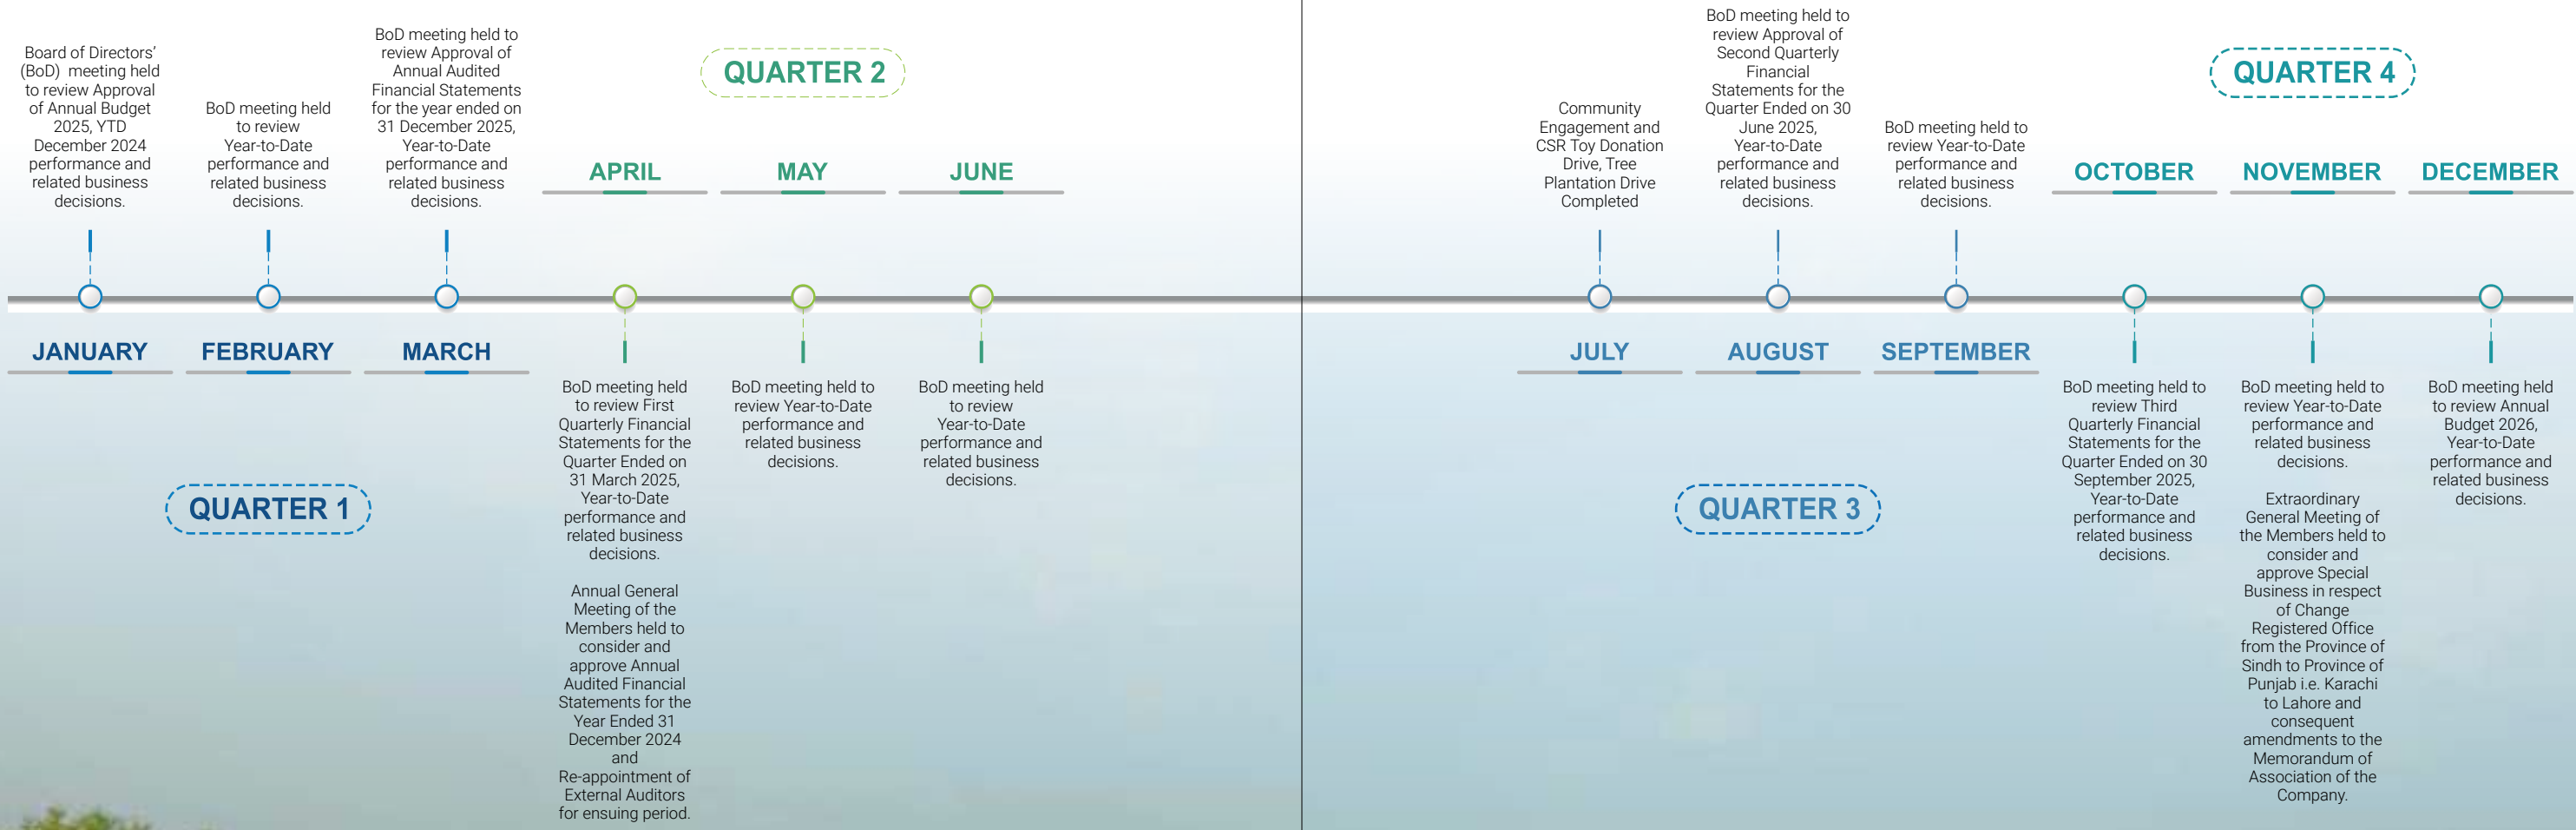 Board of Directors’
(BoD)  meeting held
to review Approval
of Annual Budget
2025, YTD
December 2024
performance and
related business
decisions.
JANUARY
BoD meeting held
to review
Year-to-Date
performance and
related business
decisions.
FEBRUARY
BoD meeting held to
review Approval of
Annual Audited
Financial Statements
for the year ended on
31 December 2025,
Year-to-Date
performance and
related business
decisions.
MARCH
QUARTER 1
QUARTER 2
APRIL
BoD meeting held
to review First
Quarterly Financial
Statements for the
Quarter Ended on
31 March 2025,
Year-to-Date
performance and
related business
decisions.
Annual General
Meeting of the
Members held to
consider and
approve Annual
Audited Financial
Statements for the
Year Ended 31
December 2024
and
Re-appointment of
External Auditors
for ensuing period.
MAY
BoD meeting held to
review Year-to-Date
performance and
related business
decisions.
JUNE
BoD meeting held
to review
Year-to-Date
performance and
related business
decisions.
Community
Engagement and
CSR Toy Donation
Drive, Tree
Plantation Drive
Completed
JULY
BoD meeting held to
review Approval of
Second Quarterly
Financial
Statements for the
Quarter Ended on 30
June 2025,
Year-to-Date
performance and
related business
decisions.
AUGUST
BoD meeting held to
review Year-to-Date
performance and
related business
decisions.
SEPTEMBER
QUARTER 3
QUARTER 4
OCTOBER
BoD meeting held to
review Third
Quarterly Financial
Statements for the
Quarter Ended on 30
September 2025,
Year-to-Date
performance and
related business
decisions.
NOVEMBER
BoD meeting held to
review Year-to-Date
performance and
related business
decisions.
Extraordinary
General Meeting of
the Members held to
consider and
approve Special
Business in respect
of Change
Registered Office
from the Province of
Sindh to Province of
Punjab i.e. Karachi
to Lahore and
consequent
amendments to the
Memorandum of
Association of the
Company.
DECEMBER
BoD meeting held
to review Annual
Budget 2026,
Year-to-Date
performance and
related business
decisions.